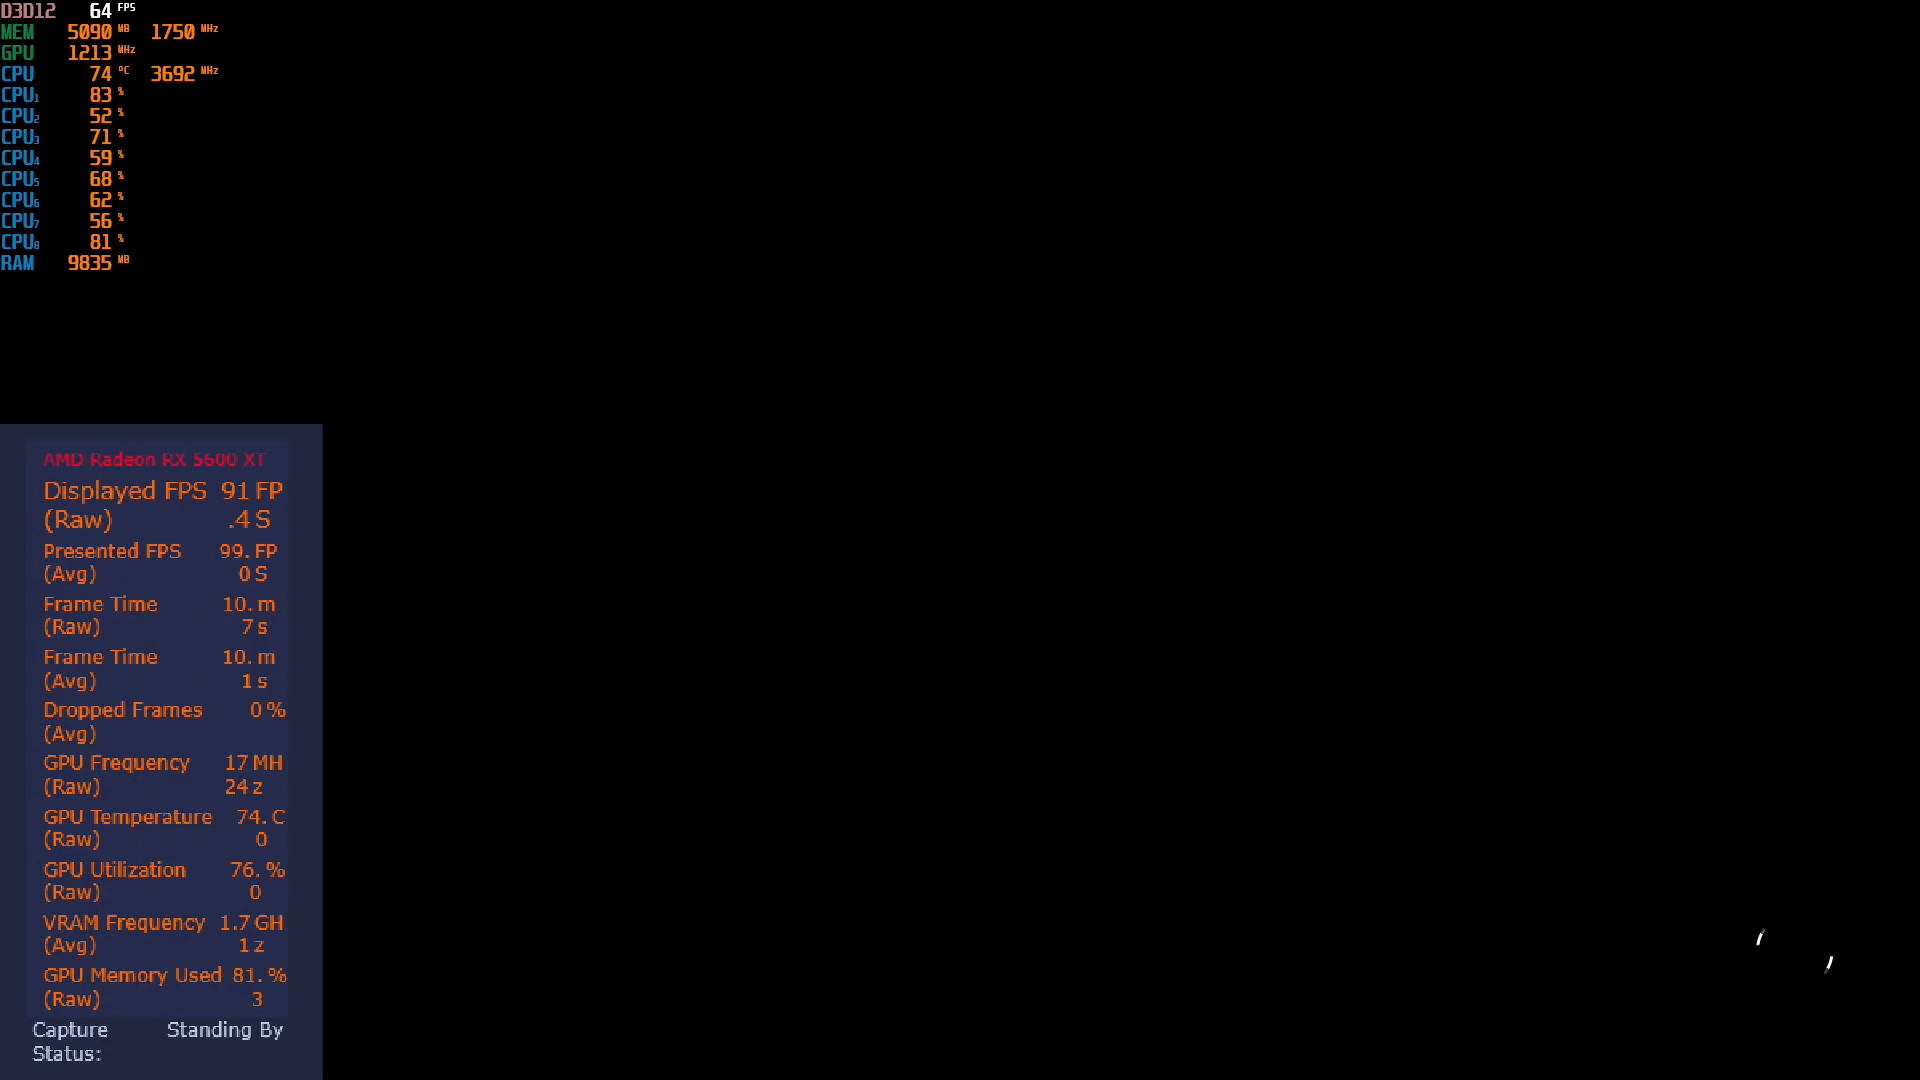 D3D12 64 FPS
MEM 5090 MB 1750 MHz
GPU 1213 MHz
CPU 74 °C 3692 MHz
CPU1 83 %
CPU2 52 %
CPU3 71 %
CPU4 59 %
CPU5 68 %
CPU6 62 %
CPU7 56 %
CPU8 81 %
RAM 9835 MB
AMD Radeon RX 5600 XT
Displayed FPS 91 FP
(Raw) .4 S
Presented FPS 99. FP
(Avg) 0 S
Frame Time 10. m
(Raw) 7 s
Frame Time 10. m
(Avg) 1 s
Dropped Frames 0 %
(Avg)
GPU Frequency 17 MH
(Raw) 24 z
GPU Temperature 74. C
(Raw) 0
GPU Utilization 76. %
(Raw) 0
VRAM Frequency 1.7 GH
(Avg) 1 z
GPU Memory Used 81. %
(Raw) 3
Capture Standing By
Status: